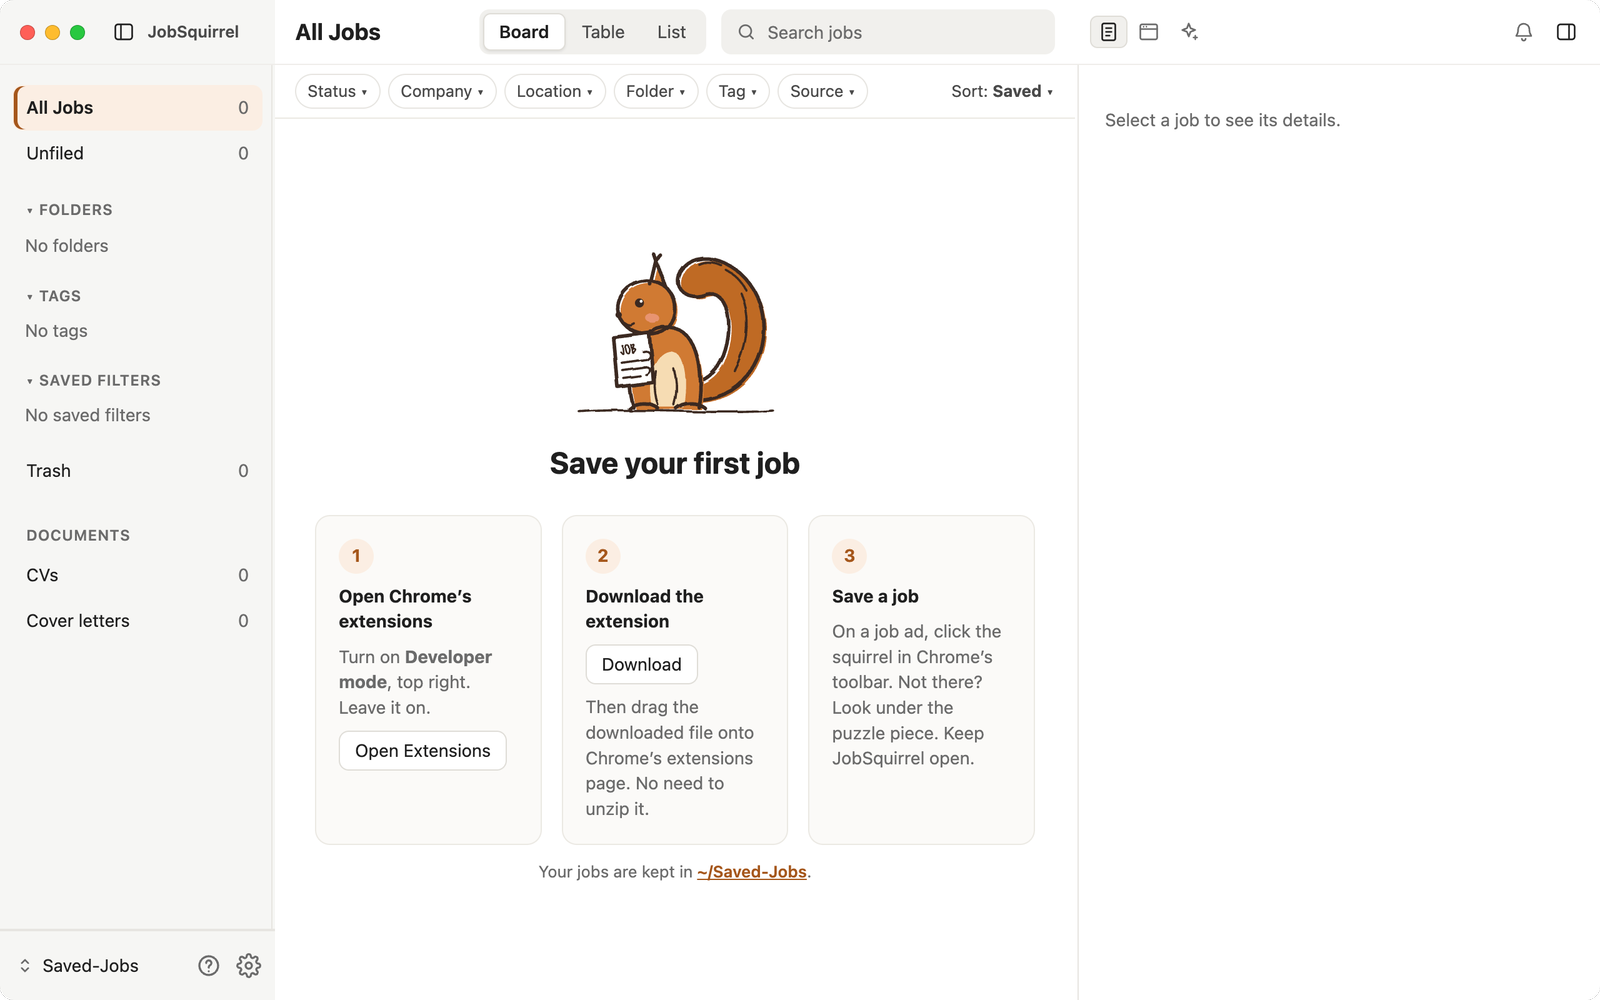 JobSquirrel
All Jobs
Board
Table
List
Search jobs
All Jobs 0
Unfiled 0
FOLDERS
No folders
TAGS
No tags
SAVED FILTERS
No saved filters
Trash 0
DOCUMENTS
CVs 0
Cover letters 0
Saved-Jobs
Status
Company
Location
Folder
Tag
Source
Sort: Saved
JOB
Save your first job
1
Open Chrome’s
extensions
Turn on Developer
mode, top right.
Leave it on.
Open Extensions
2
Download the
extension
Download
Then drag the
downloaded file onto
Chrome’s extensions
page. No need to
unzip it.
3
Save a job
On a job ad, click the
squirrel in Chrome’s
toolbar. Not there?
Look under the
puzzle piece. Keep
JobSquirrel open.
Your jobs are kept in ~/Saved-Jobs.
Select a job to see its details.